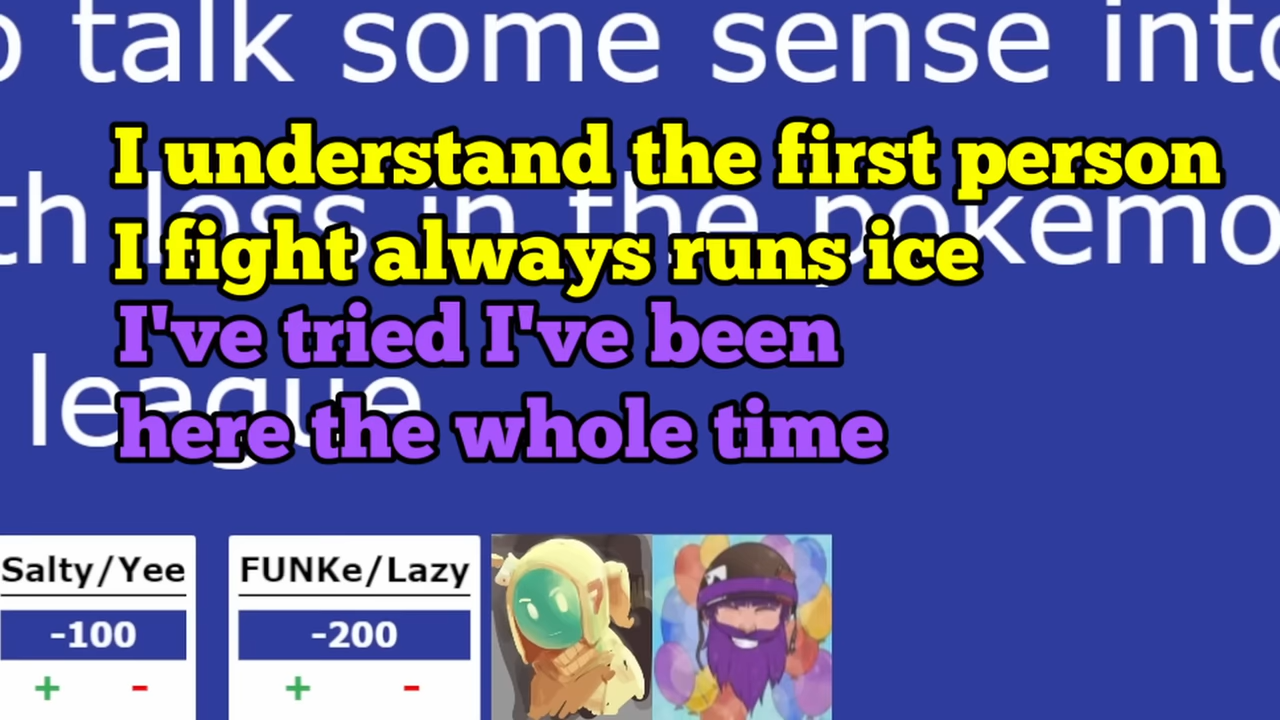 talk some sense into
I understand the first person
th loss in the pokemo
I fight always runs ice
I've tried I've been
league
here the whole time
Salty/Yee FUNKe/Lazy
-100 -200
+ - + -
7